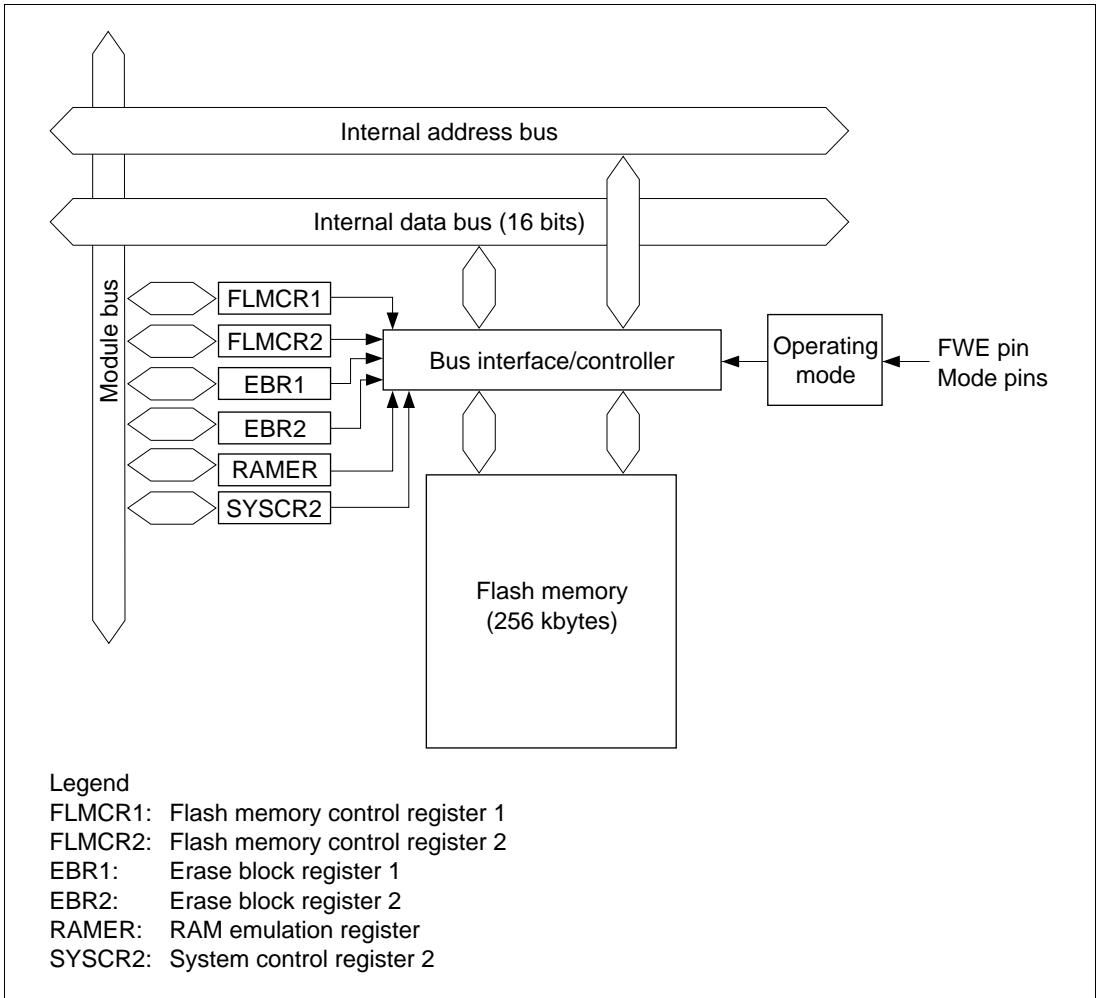 Internal address bus
Internal data bus (16 bits)
Module bus
FLMCR1
FLMCR2
EBR1
EBR2
RAMER
SYSCR2
Bus interface/controller
Operating
mode
FWE pin
Mode pins
Flash memory
(256 kbytes)
Legend
FLMCR1: Flash memory control register 1
FLMCR2: Flash memory control register 2
EBR1: Erase block register 1
EBR2: Erase block register 2
RAMER: RAM emulation register
SYSCR2: System control register 2